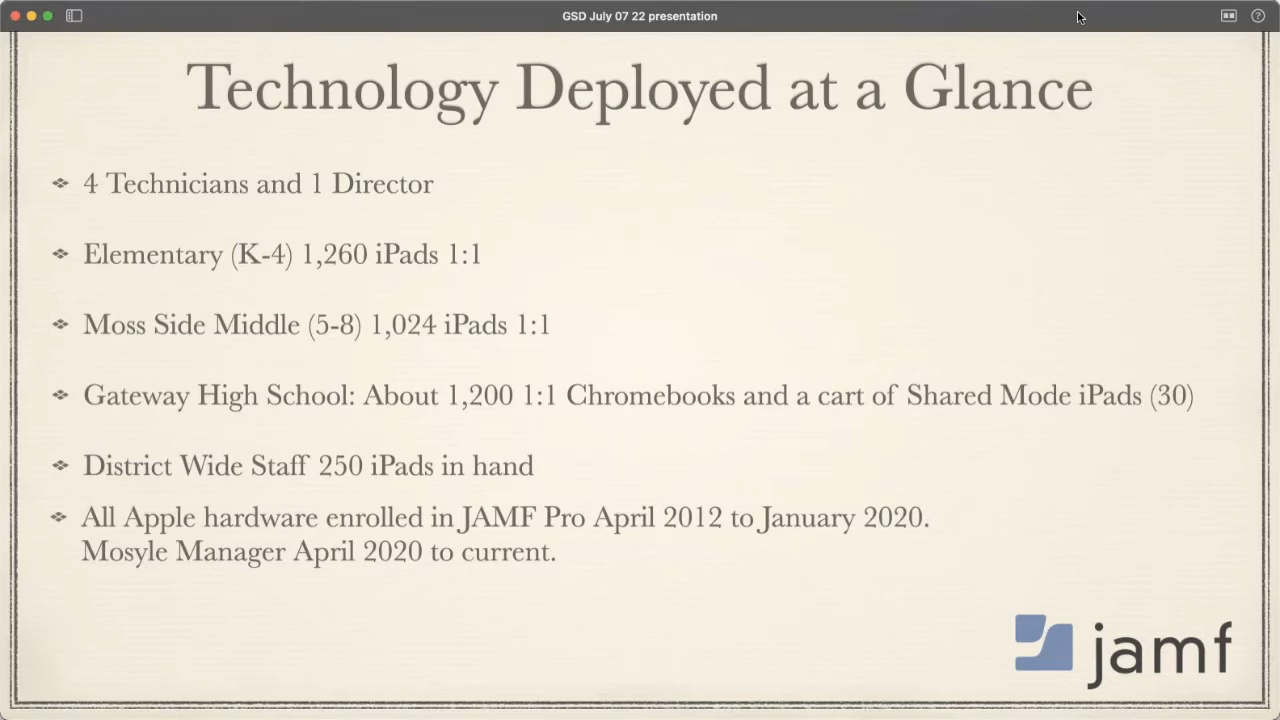 GSD July 07 22 presentation
Technology Deployed at a Glance
4 Technicians and 1 Director
Elementary (K-4) 1,260 iPads 1:1
Moss Side Middle (5-8) 1,024 iPads 1:1
Gateway High School: About 1,200 1:1 Chromebooks and a cart of Shared Mode iPads (30)
District Wide Staff 250 iPads in hand
All Apple hardware enrolled in JAMF Pro April 2012 to January 2020.
Mosyle Manager April 2020 to current.
jamf